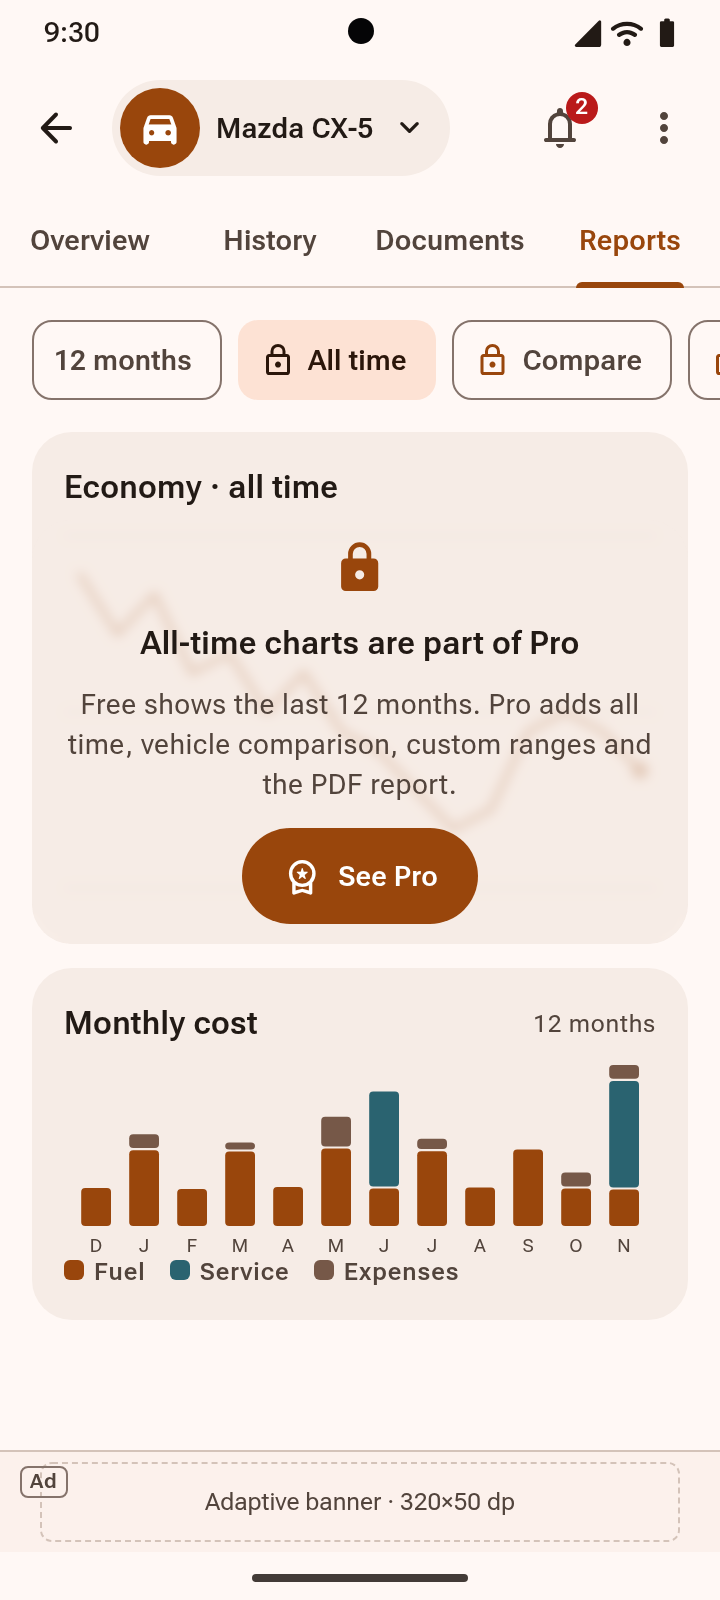 9:30
Mazda CX-5
2
Overview History Documents Reports
12 months All time Compare
Economy · all time
All-time charts are part of Pro
Free shows the last 12 months. Pro adds all
time, vehicle comparison, custom ranges and
the PDF report.
See Pro
Monthly cost 12 months
D J F M A M J J A S O N
Fuel Service Expenses
Ad
Adaptive banner · 320×50 dp